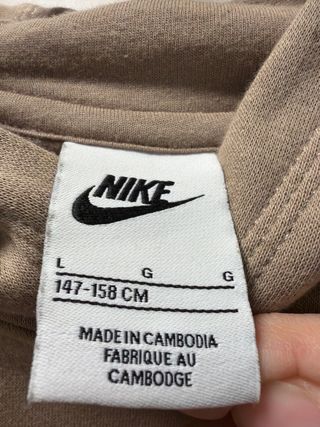 NIKE
L G G
147-158 CM
MADE IN CAMBODIA
FABRIQUE AU
CAMBODGE